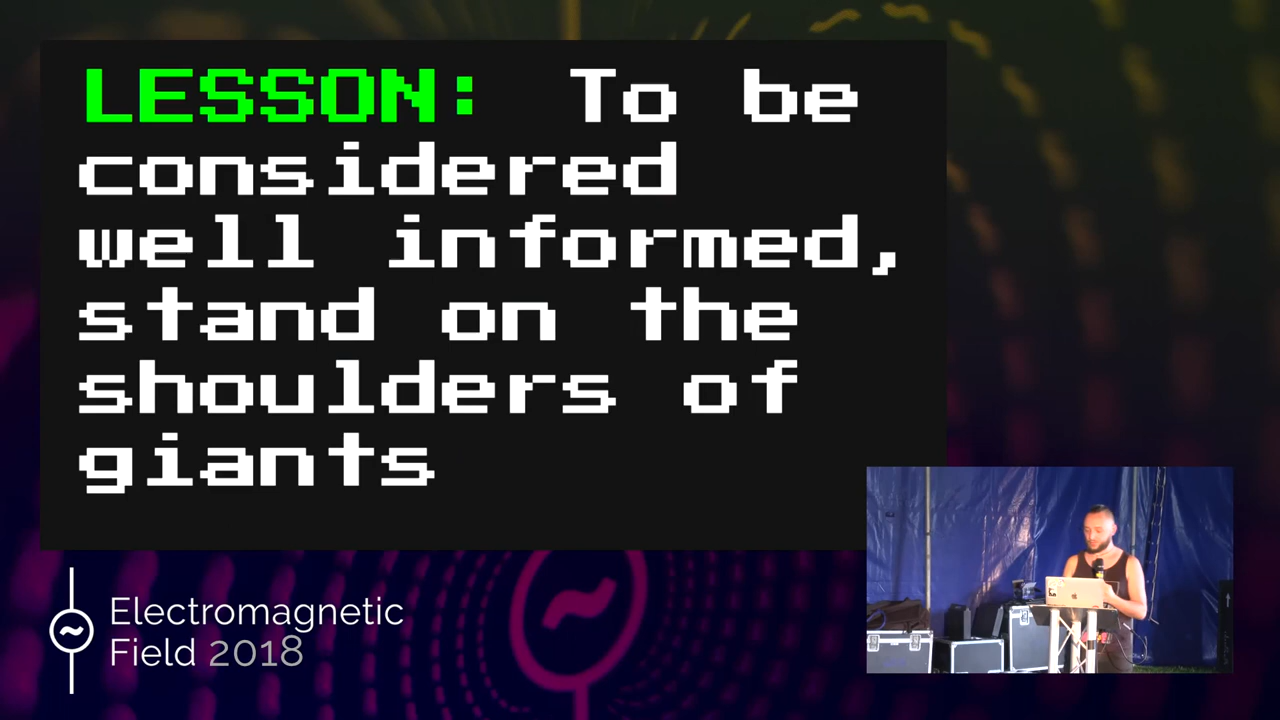 LESSON: To be
considered
well informed,
stand on the
shoulders of
giants
Electromagnetic
Field 2018